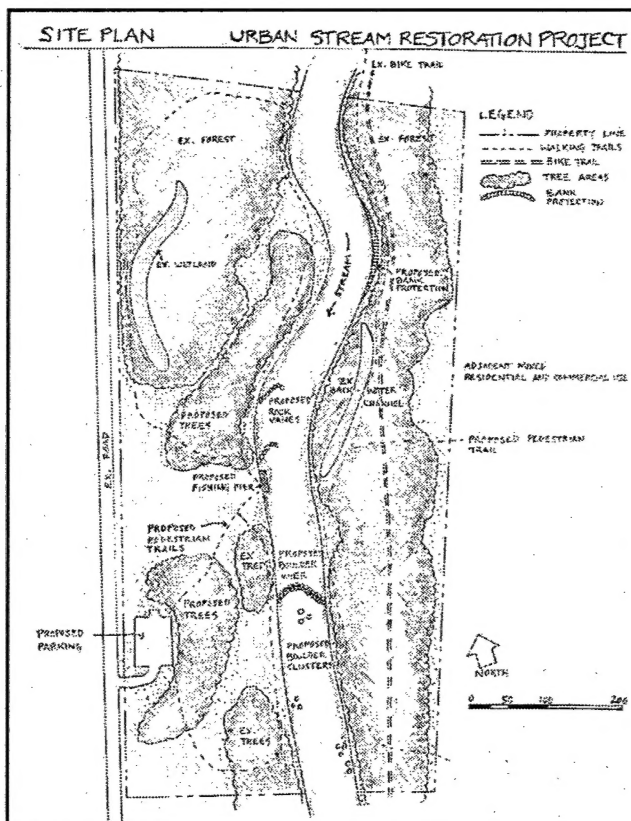 SITE PLAN
URBAN STREAM RESTORATION PROJECT
EX. BIKE TRAIL
LEGEND
PROPERTY LINE
WALKING TRAILS
BIKE TRAIL
TREE AREAS
BANK
PROTECTION
EX. FOREST
EX. FOREST
EX. WETLAND
STREAM
PROPOSED
BANK
PROTECTION
ADJACENT MIXED
RESIDENTIAL AND COMMERCIAL USE
EX.
BACK
WATER
CHANNEL
PROPOSED
ROCK
VANES
PROPOSED
TREES
PROPOSED PEDESTRIAN
TRAIL
EX. ROAD
PROPOSED
FISHING PIER
PROPOSED
PEDESTRIAN
TRAILS
EX.
TREES
PROPOSED
BOULDER
WEIR
PROPOSED
TREES
PROPOSED
PARKING
PROPOSED
BOULDER
CLUSTERS
NORTH
0 50 100 200
EX.
TREES